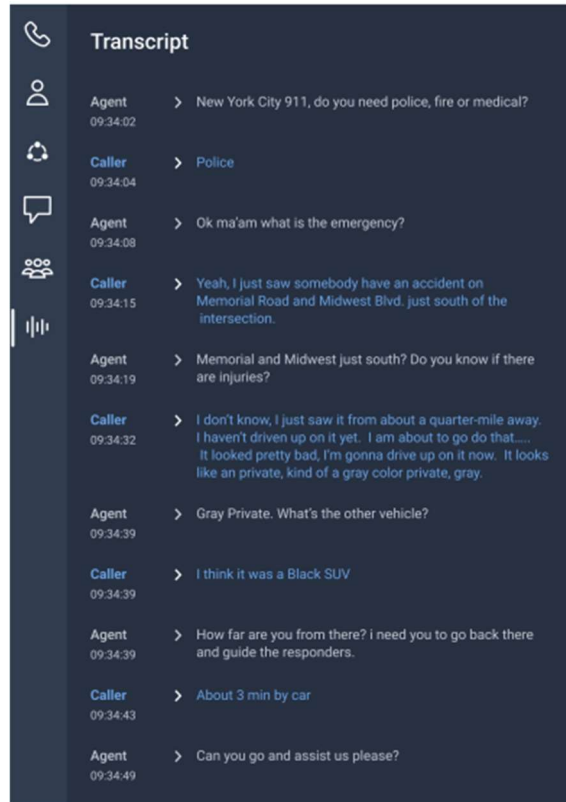 Transcript
Agent
09:34:02
New York City 911, do you need police, fire or medical?
Caller
09:34:04
Police
Agent
09:34:08
Ok ma'am what is the emergency?
Caller
09:34:15
Yeah, I just saw somebody have an accident on
Memorial Road and Midwest Blvd. just south of the
intersection.
Agent
09:34:19
Memorial and Midwest just south? Do you know if there
are injuries?
Caller
09:34:32
I don't know, I just saw it from about a quarter-mile away.
I haven't driven up on it yet. I am about to go do that.....
It looked pretty bad, I'm gonna drive up on it now. It looks
like an private, kind of a gray color private, gray.
Agent
09:34:39
Gray Private. What's the other vehicle?
Caller
09:34:39
I think it was a Black SUV
Agent
09:34:39
How far are you from there? i need you to go back there
and guide the responders.
Caller
09:34:43
About 3 min by car
Agent
09:34:49
Can you go and assist us please?